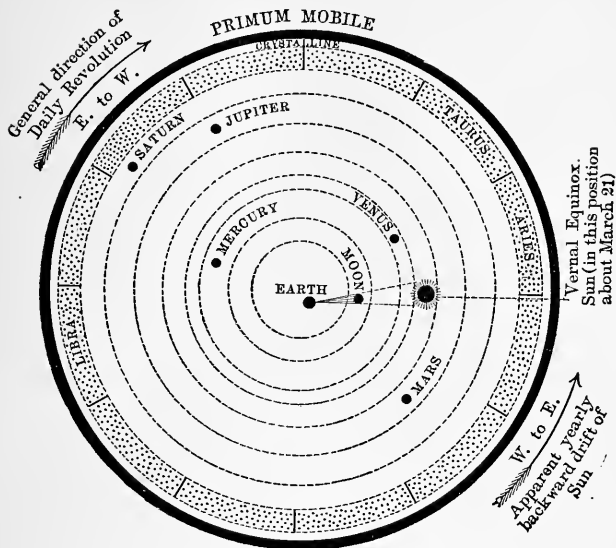 PRIMUM MOBILE
CRYSTALLINE
General direction of
Daily Revolution
E. to W.
SATURN
JUPITER
TAURUS
ARIES
Vernal Equinox.
Sun (in this position
about March 21)
VENUS
MERCURY
MOON
EARTH
LIBRA
MARS
W. to E.
Apparent yearly
backward drift of
Sun